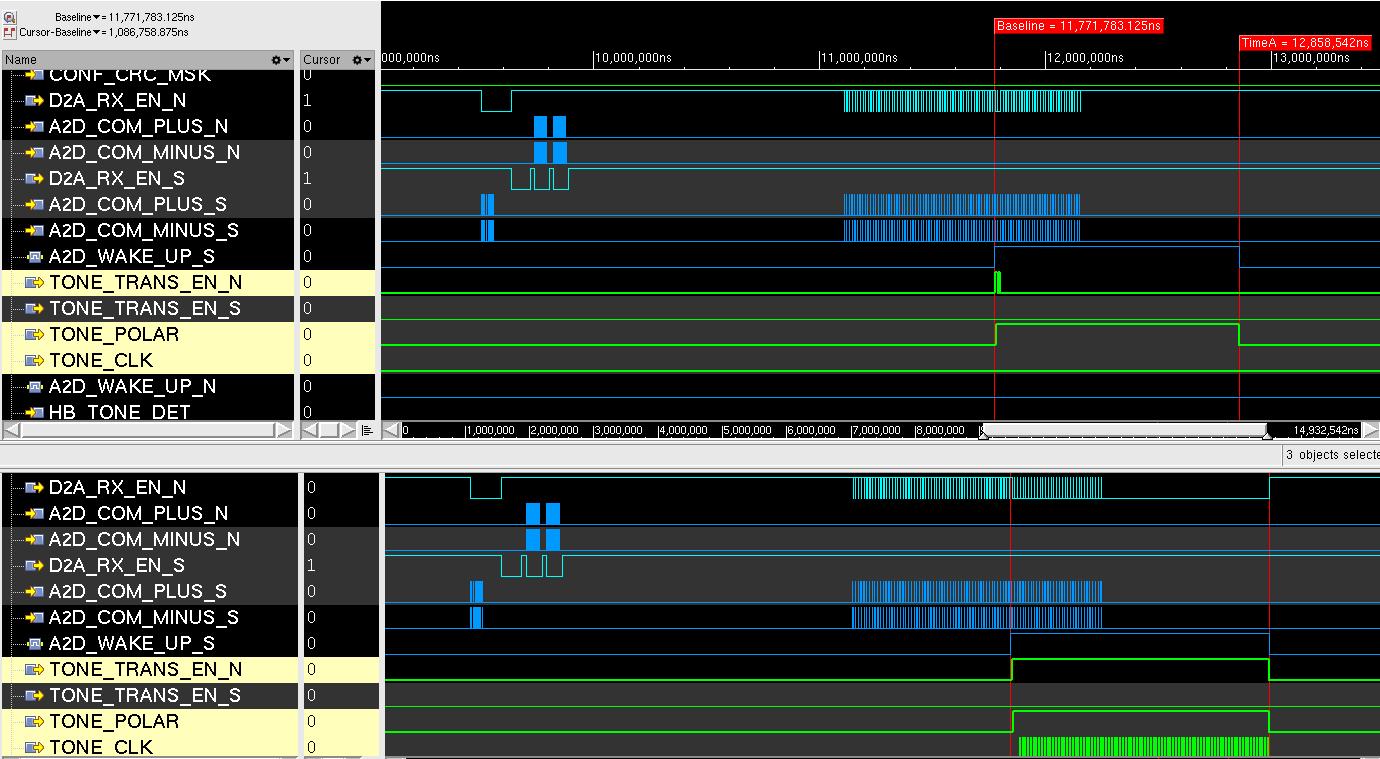 Baseline▼= 11,771,783.125ns
Cursor-Baseline▼= 1,086,758.875ns
Baseline = 11,771,783.125ns
TimeA = 12,858,542ns
Name
Cursor
000,000ns
10,000,000ns
11,000,000ns
12,000,000ns
13,000,000ns
CONF_CRC_MSK 0
D2A_RX_EN_N 1
A2D_COM_PLUS_N 0
A2D_COM_MINUS_N 0
D2A_RX_EN_S 1
A2D_COM_PLUS_S 0
A2D_COM_MINUS_S 0
A2D_WAKE_UP_S 0
TONE_TRANS_EN_N 0
TONE_TRANS_EN_S 0
TONE_POLAR 0
TONE_CLK 0
A2D_WAKE_UP_N 0
HB_TONE_DET 0
0 1,000,000 2,000,000 3,000,000 4,000,000 5,000,000 6,000,000 7,000,000 8,000,000 14,932,542ns
3 objects selecte
D2A_RX_EN_N 0
A2D_COM_PLUS_N 0
A2D_COM_MINUS_N 0
D2A_RX_EN_S 1
A2D_COM_PLUS_S 0
A2D_COM_MINUS_S 0
A2D_WAKE_UP_S 0
TONE_TRANS_EN_N 0
TONE_TRANS_EN_S 0
TONE_POLAR 0
TONE_CLK 0